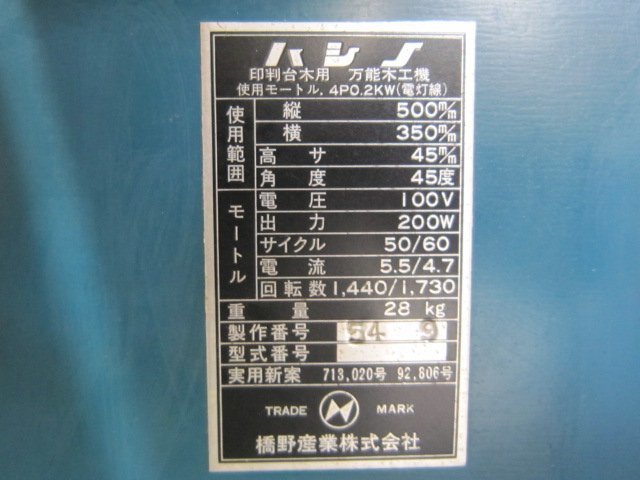 ハシノ
印判台木用 万能木工機
使用モートル. 4P0.2KW(電灯線)
使用範囲
縦 500m/m
横 350m/m
高サ 45m/m
角度 45度
モートル
電圧 100V
出力 200W
サイクル 50/60
電流 5.5/4.7
回転数 1,440/1,730
重量 28 kg
製作番号 54 9
型式番号
実用新案 713,020号 92,806号
TRADE N MARK
橋野産業株式会社